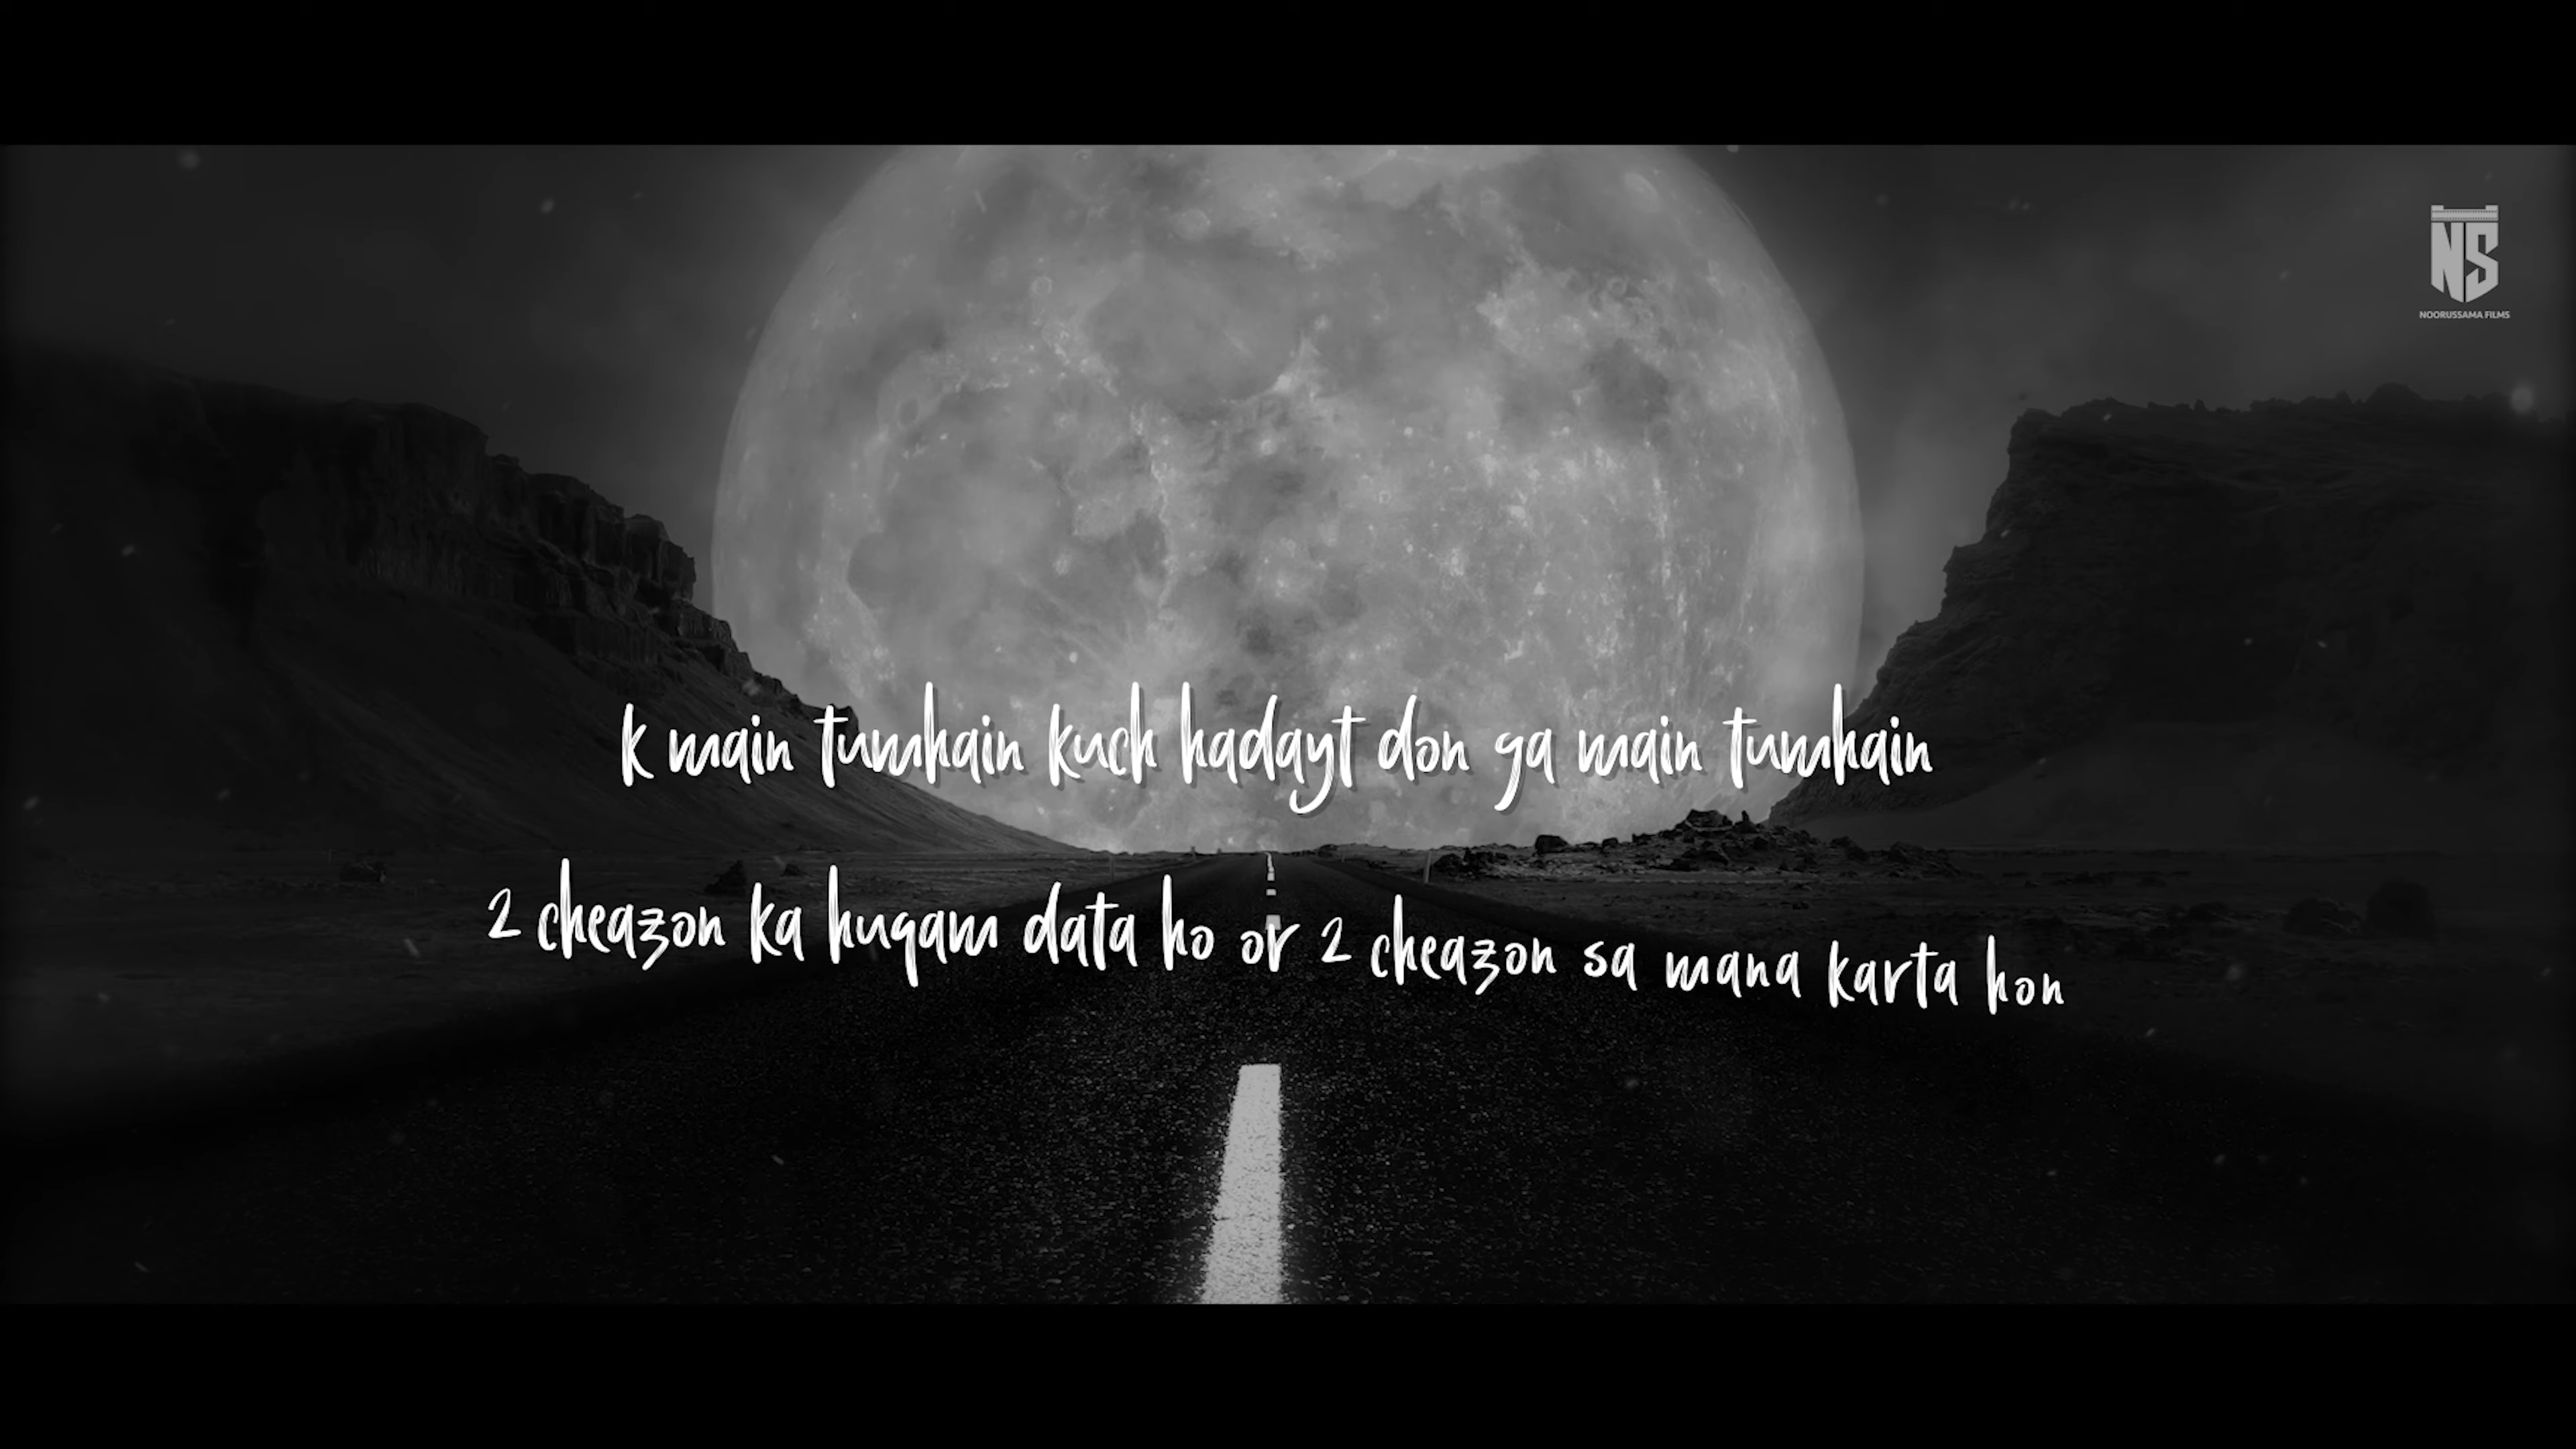 NS
NOORUSSAMA FILMS
k main tumhain kuch hadayt don ga main tumhain
2 cheazon ka huqam data ho or 2 cheazon sa mana karta hon